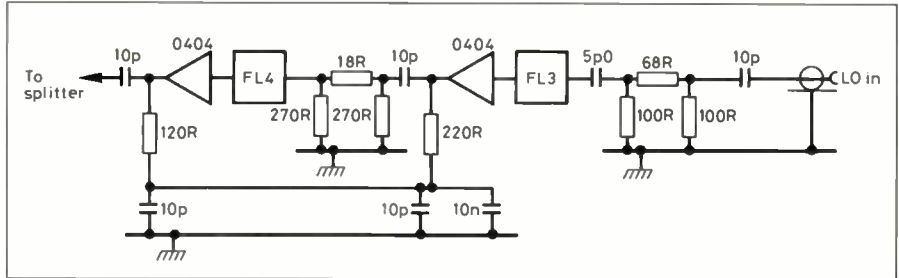 0404
0404
10p
18R
10p
5p0
68R
10p
To
splitter
FL4
FL3
LO in
270R
270R
100R
100R
120R
220R
10p
10p
10n